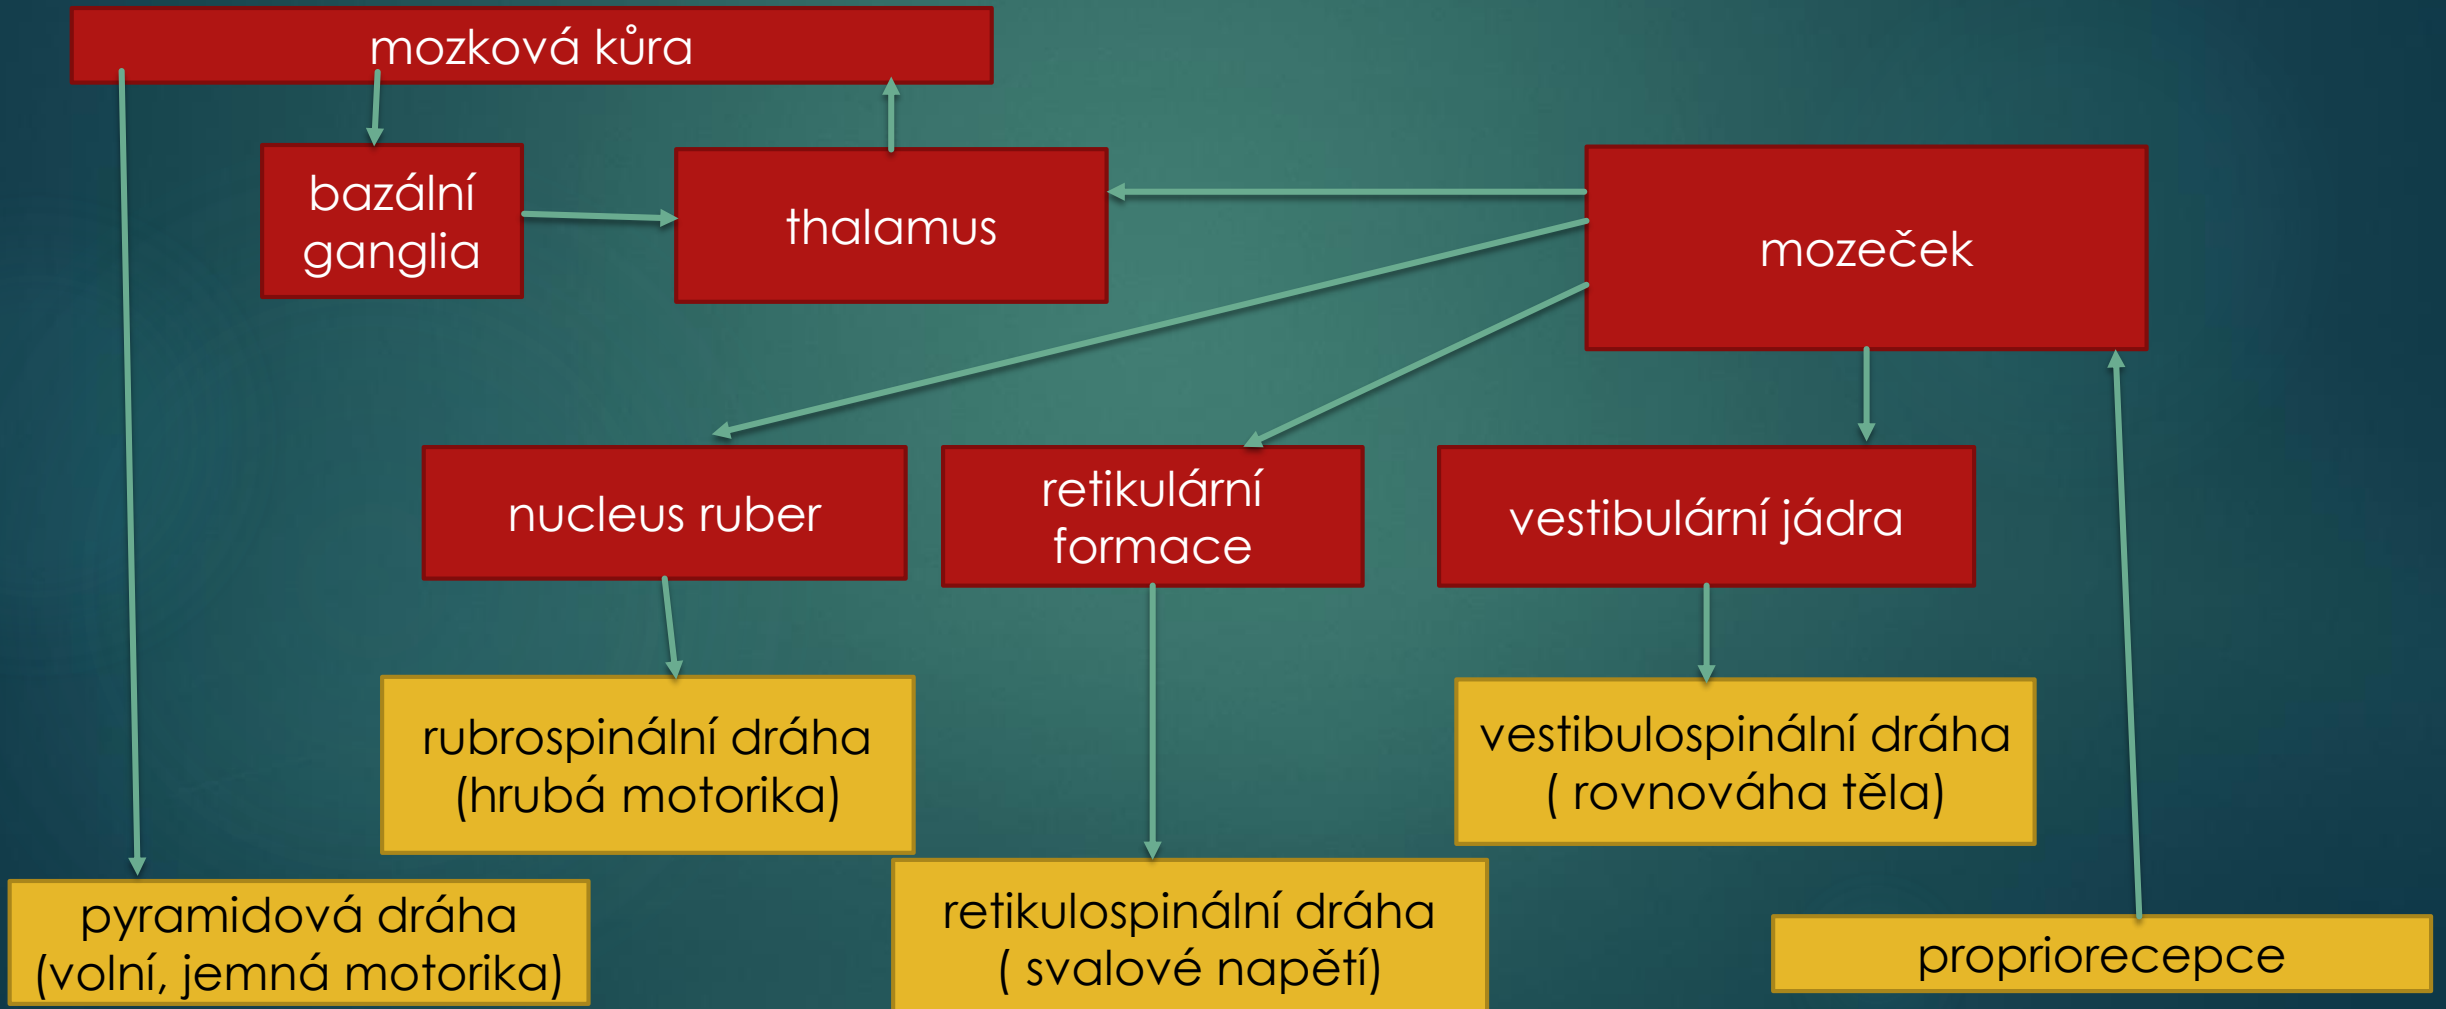 mozková kůra
bazální
ganglia
thalamus
mozeček
nucleus ruber
retikulární
formace
vestibulární jádra
rubrospinální dráha
(hrubá motorika)
vestibulospinální dráha
( rovnováha těla)
pyramidová dráha
(volní, jemná motorika)
retikulospinální dráha
( svalové napětí)
propriorecepce